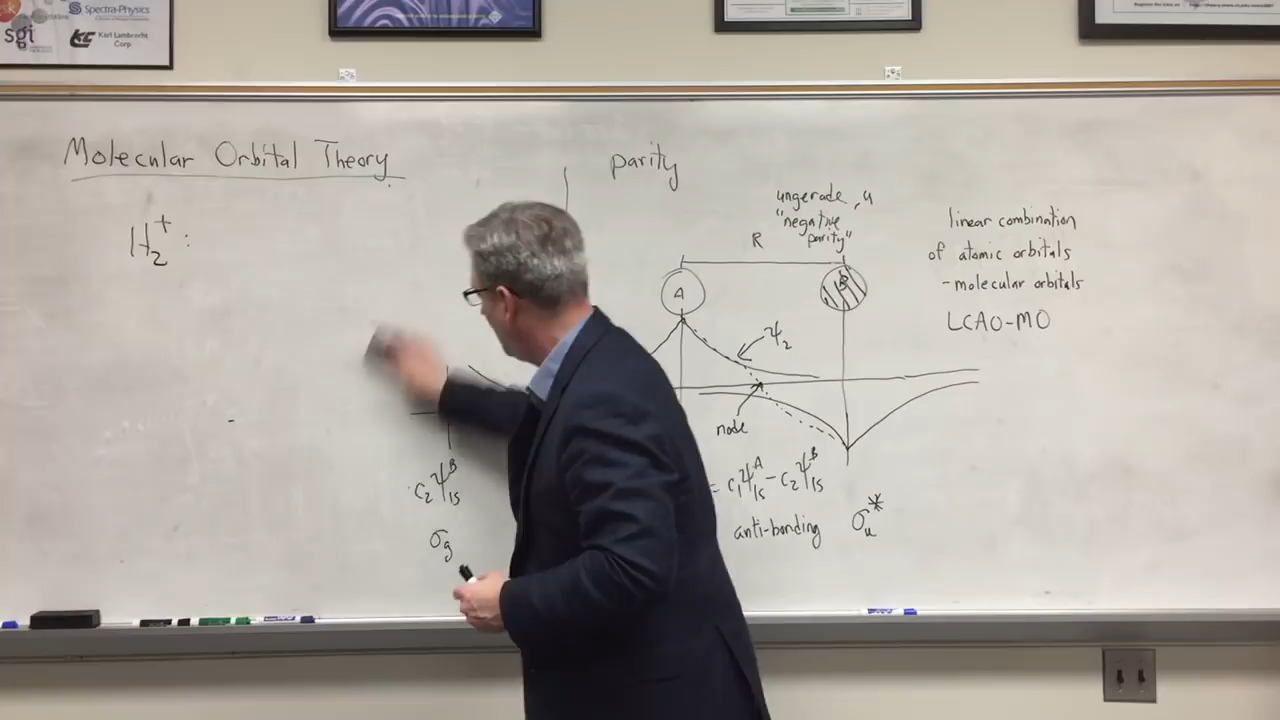 sgi
Spectra-Physics
Karl Lambrecht
Corp.
Molecular Orbital Theory
H₂⁺ :
parity
ungerade, u
"negative
parity"
R
A
B
ψ₂
node
linear combination
of atomic orbitals
- molecular orbitals
LCAO-MO
c₂ψ₁ₛᴮ
σg
= c₁ψ₁ₛᴬ - c₂ψ₁ₛᴮ
anti-bonding σᵤ*